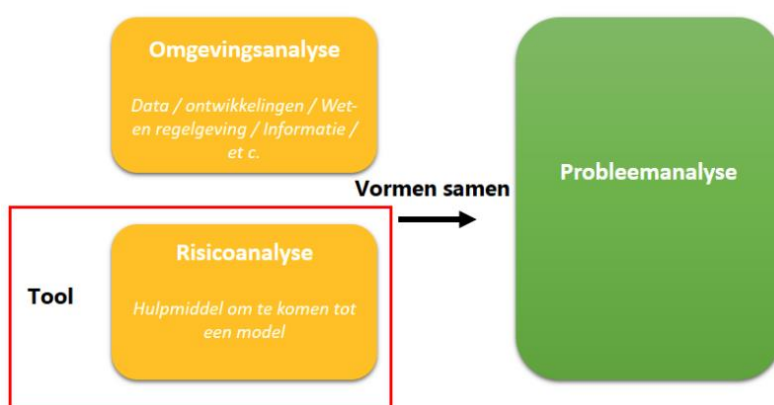 Omgevingsanalyse
Data / ontwikkelingen / Wet-
en regelgeving / Informatie /
et c.
Vormen samen
Probleemanalyse
Tool
Risicoanalyse
Hulpmiddel om te komen tot
een model